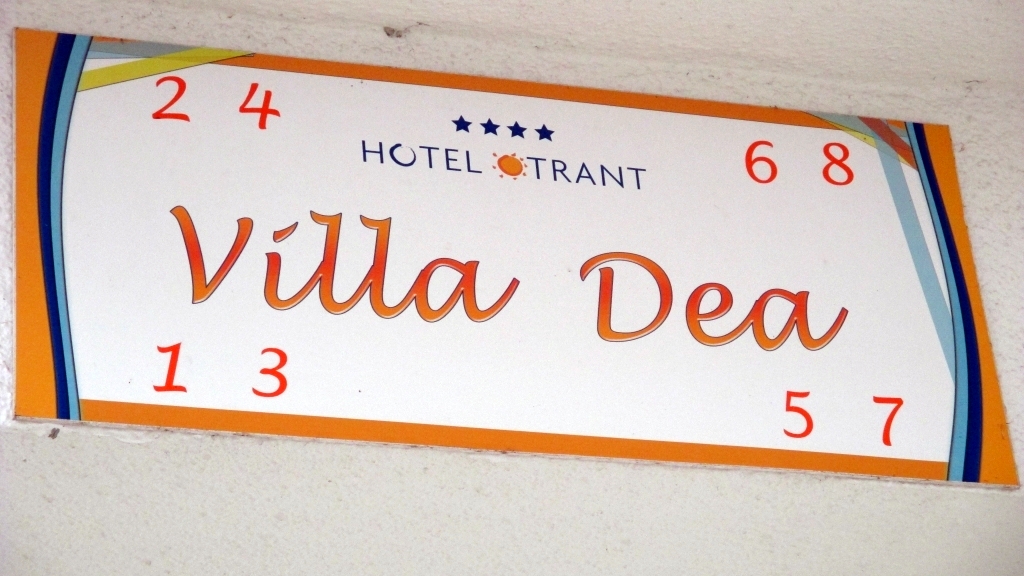 2 4
★★★★
HOTEL OTRANT
6 8
Villa Dea
1 3
5 7